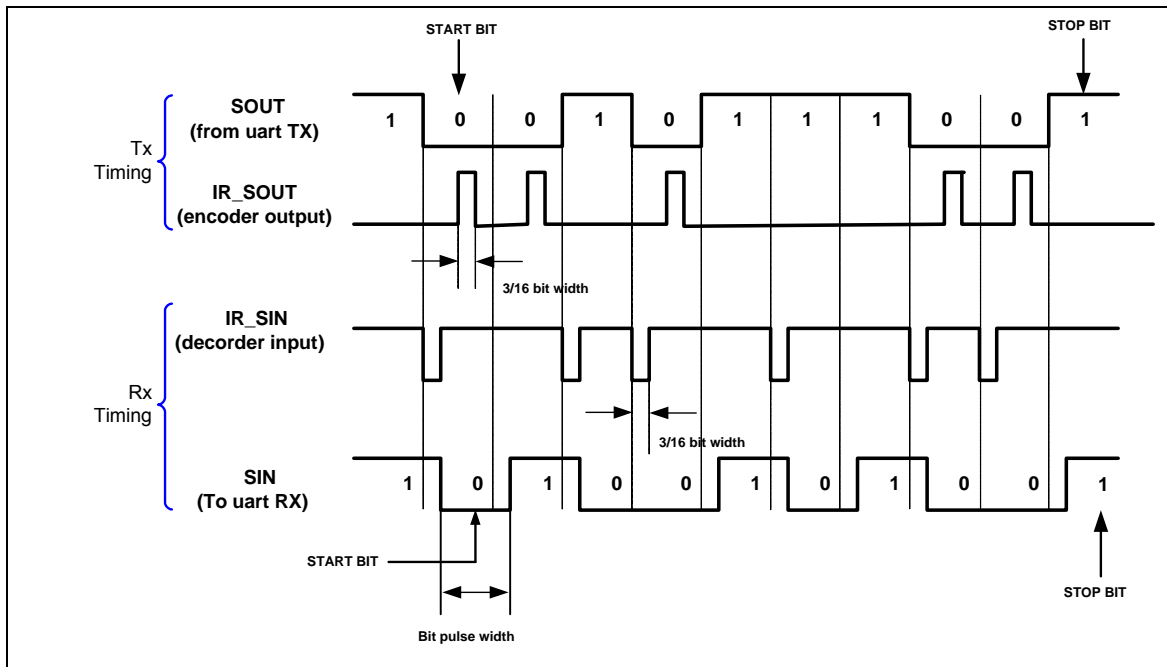 START BIT
STOP BIT
Tx
Timing
SOUT
(from uart TX)
1 0 0 1 0 1 1 1 0 0 1
IR_SOUT
(encoder output)
3/16 bit width
Rx
Timing
IR_SIN
(decorder input)
3/16 bit width
SIN
(To uart RX)
1 0 1 0 0 1 0 1 0 0 1
START BIT
STOP BIT
Bit pulse width